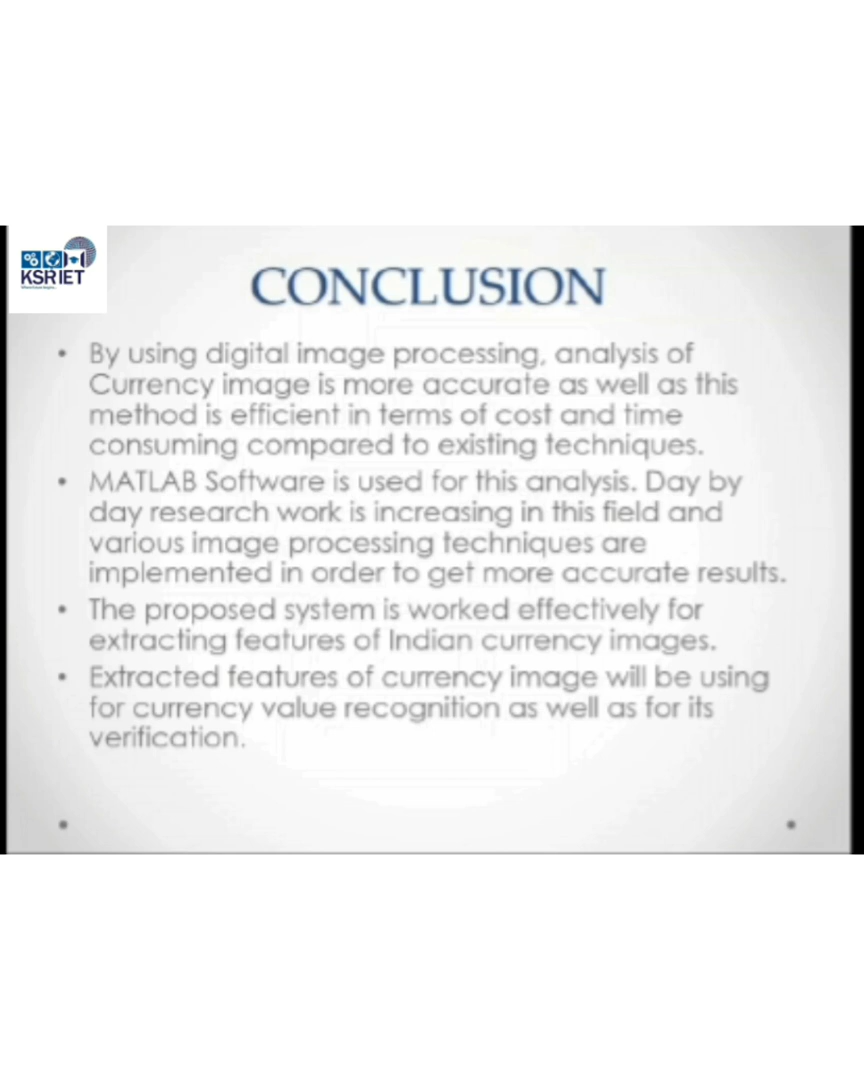 KSRIET
CONCLUSION
• By using digital image processing, analysis of
Currency image is more accurate as well as this
method is efficient in terms of cost and time
consuming compared to existing techniques.
• MATLAB Software is used for this analysis. Day by
day research work is increasing in this field and
various image processing techniques are
implemented in order to get more accurate results.
• The proposed system is worked effectively for
extracting features of Indian currency images.
• Extracted features of currency image will be using
for currency value recognition as well as for its
verification.